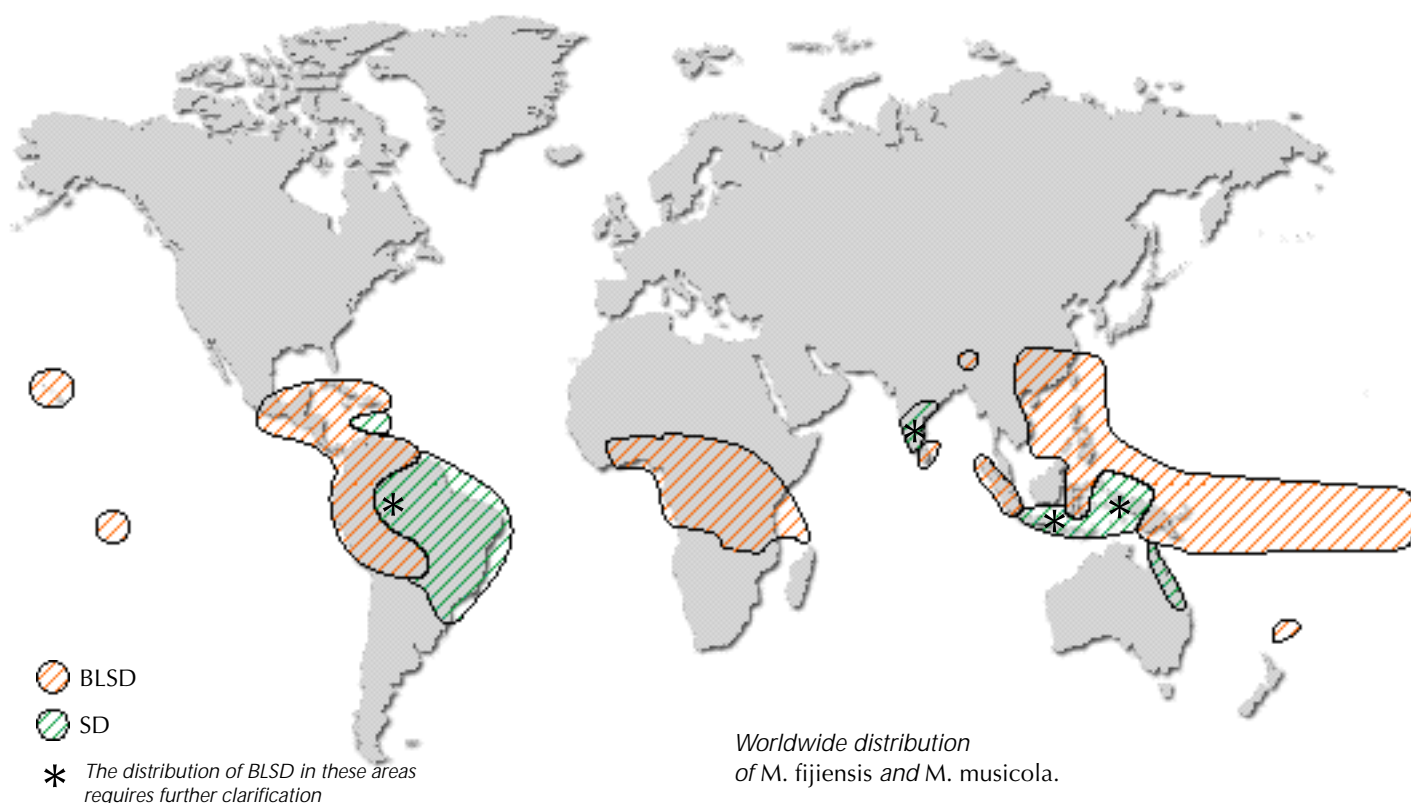 *
*
*
*
BLSD
SD
* The distribution of BLSD in these areas
requires further clarification
Worldwide distribution
of M. fijiensis and M. musicola.